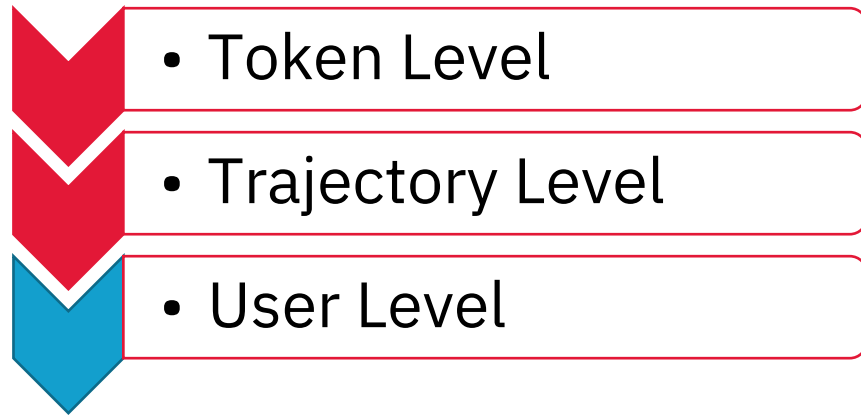 • Token Level
• Trajectory Level
• User Level